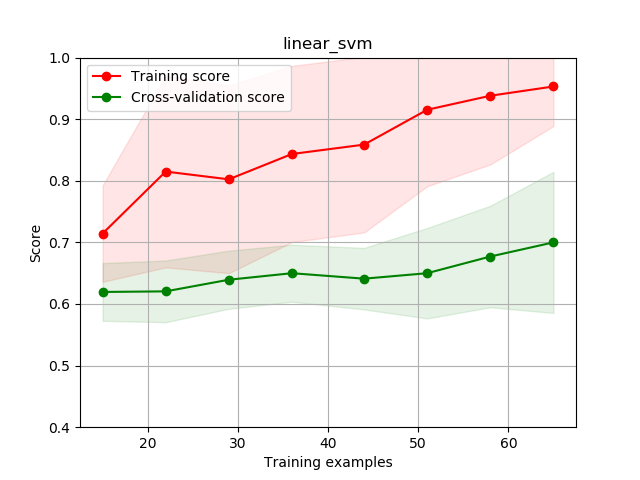 linear_svm
Training score
Cross-validation score
1.0
0.9
0.8
0.7
0.6
0.5
0.4
Score
20 30 40 50 60
Training examples